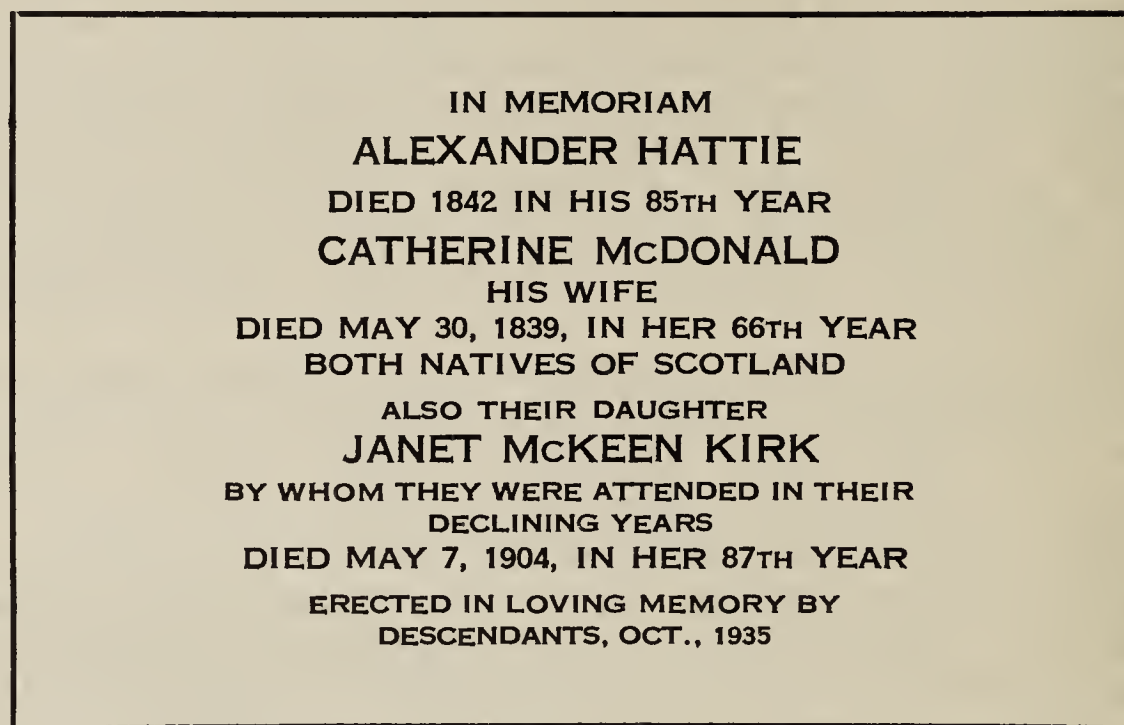 IN MEMORIAM
ALEXANDER HATTIE
DIED 1842 IN HIS 85TH YEAR
CATHERINE McDONALD
HIS WIFE
DIED MAY 30, 1839, IN HER 66TH YEAR
BOTH NATIVES OF SCOTLAND
ALSO THEIR DAUGHTER
JANET McKEEN KIRK
BY WHOM THEY WERE ATTENDED IN THEIR
DECLINING YEARS
DIED MAY 7, 1904, IN HER 87TH YEAR
ERECTED IN LOVING MEMORY BY
DESCENDANTS, OCT., 1935